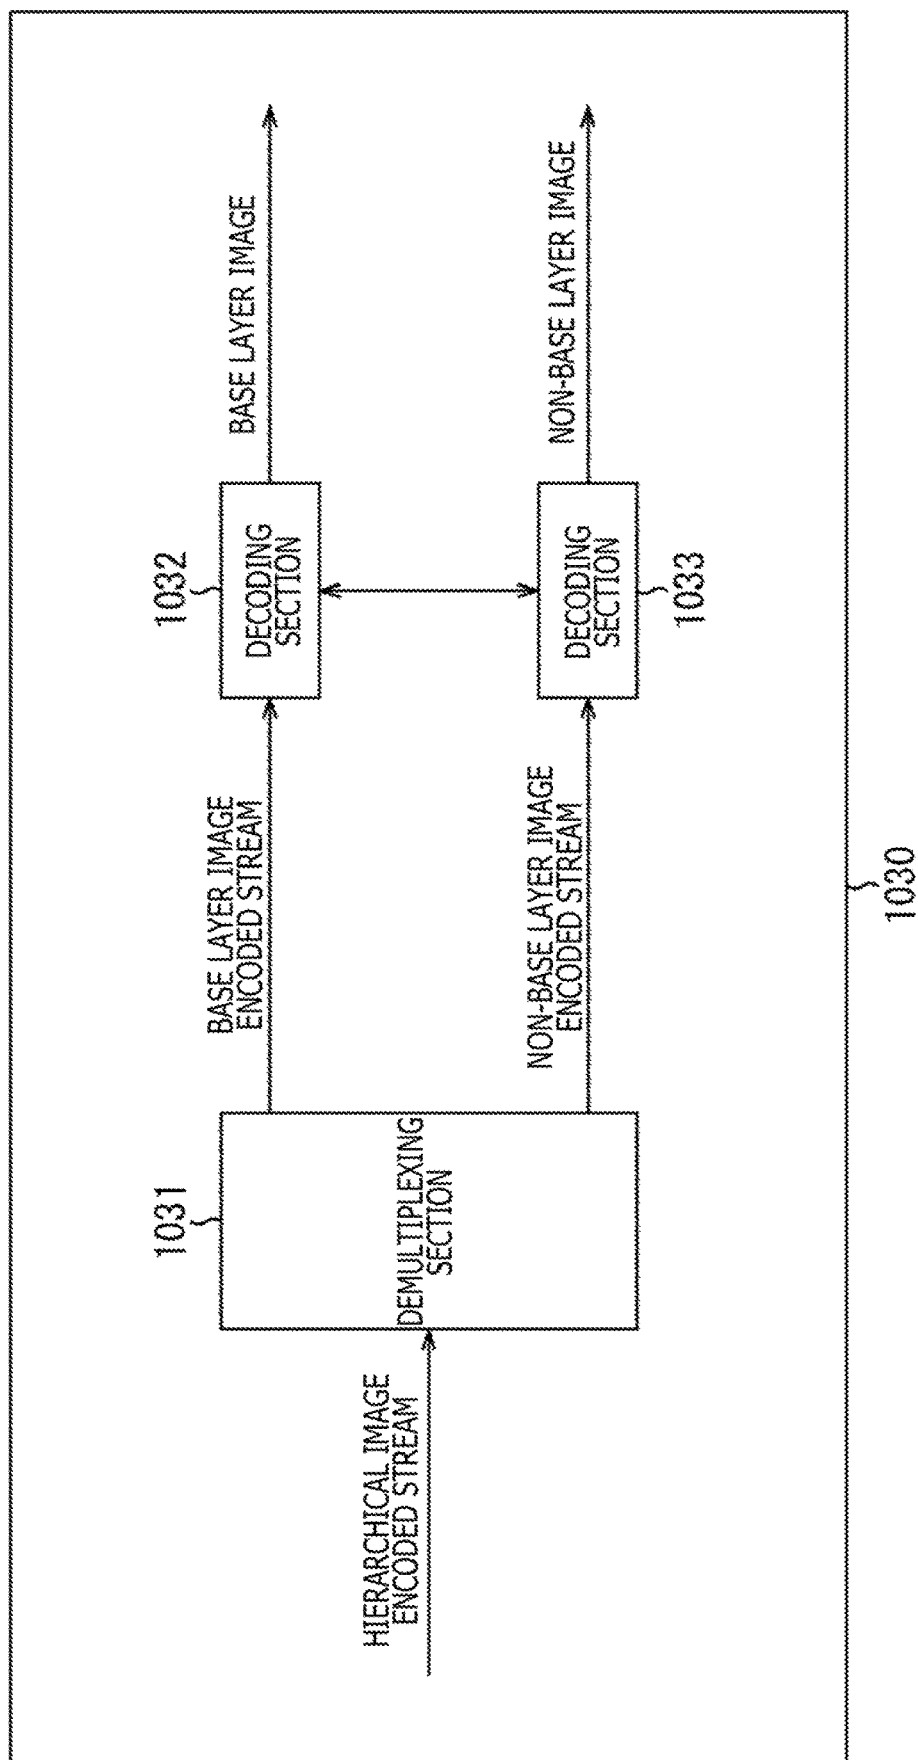 HIERARCHICAL IMAGE
ENCODED STREAM
1031
DEMULTIPLEXING
SECTION
BASE LAYER IMAGE
ENCODED STREAM
NON-BASE LAYER IMAGE
ENCODED STREAM
1032
DECODING
SECTION
DECODING
SECTION
1033
BASE LAYER IMAGE
NON-BASE LAYER IMAGE
1030